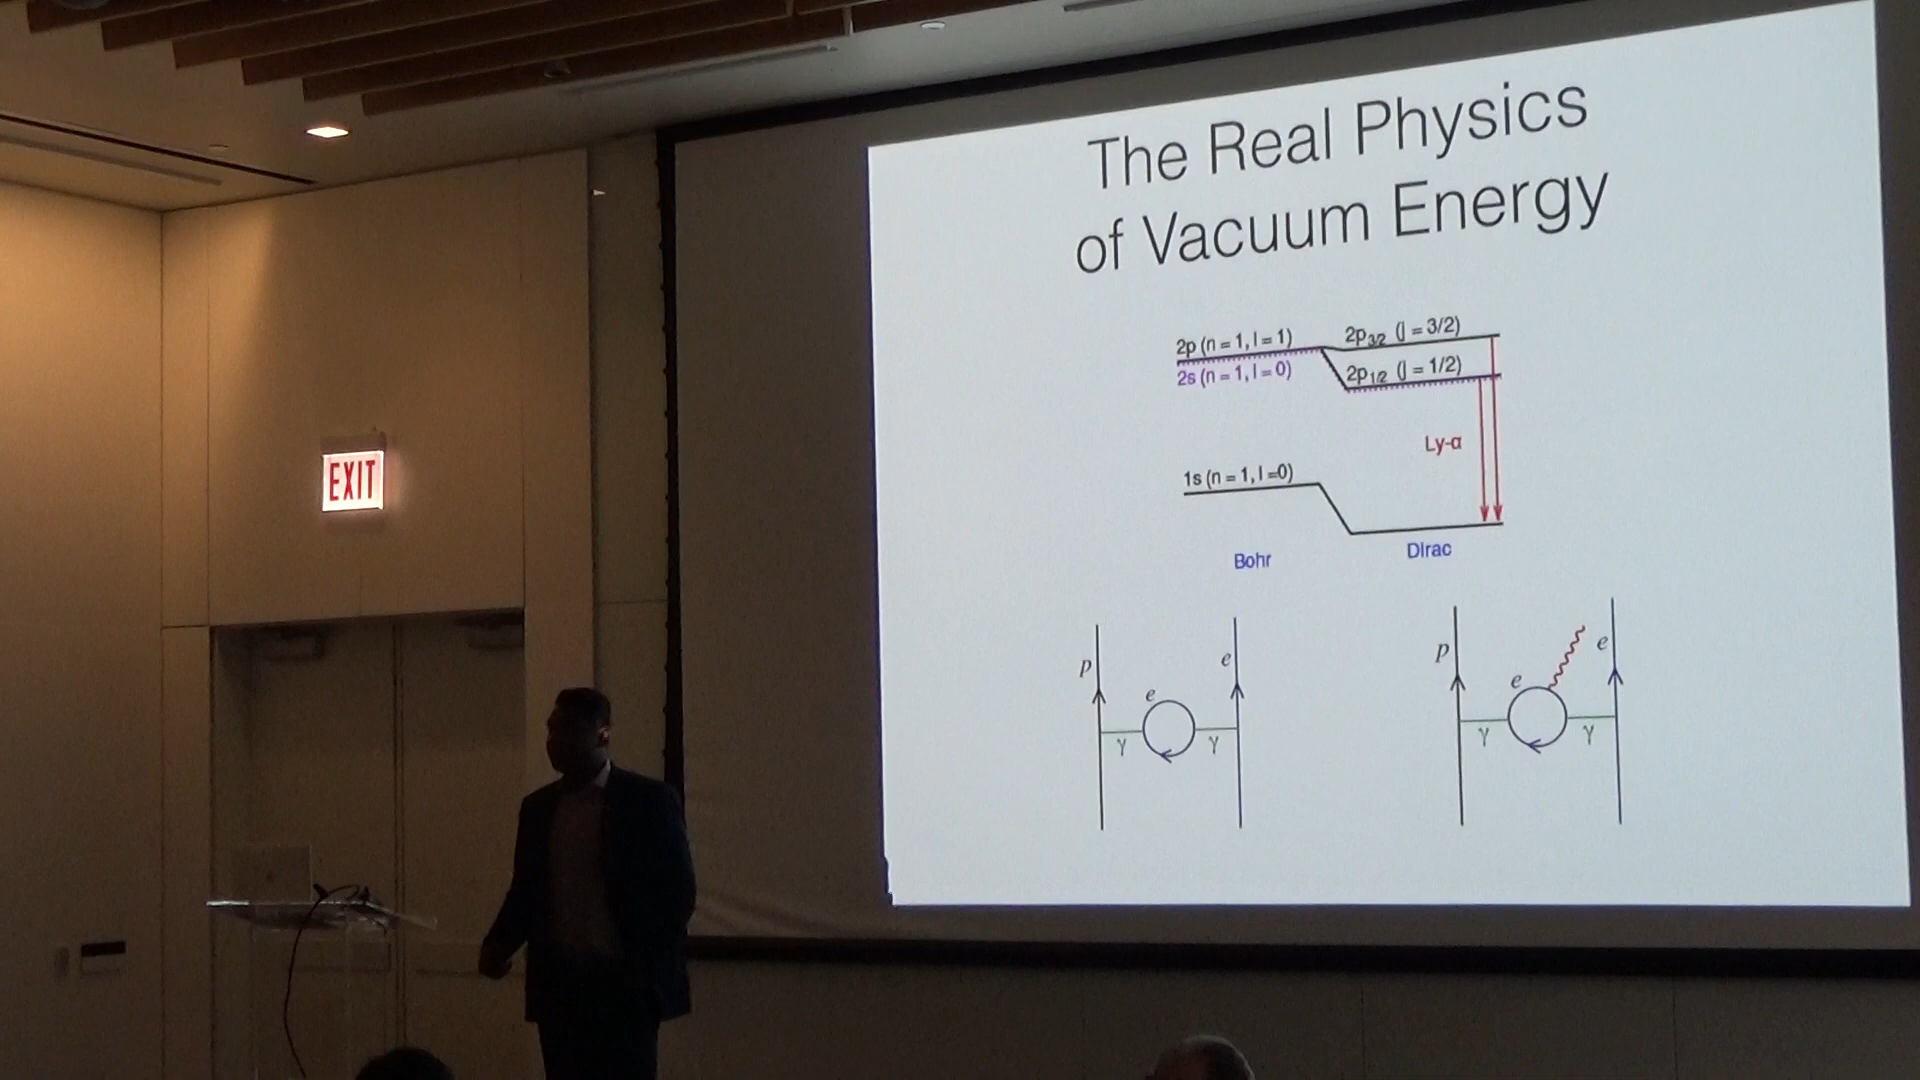 The Real Physics
of Vacuum Energy
2p (n = 1, l = 1)
2p3/2 (J = 3/2)
2s (n = 1, l = 0)
2p1/2 (J = 1/2)
Ly-α
1s (n = 1, l =0)
Bohr
Dirac
EXIT
p
e
e
γ
γ
p
e
e
γ
γ